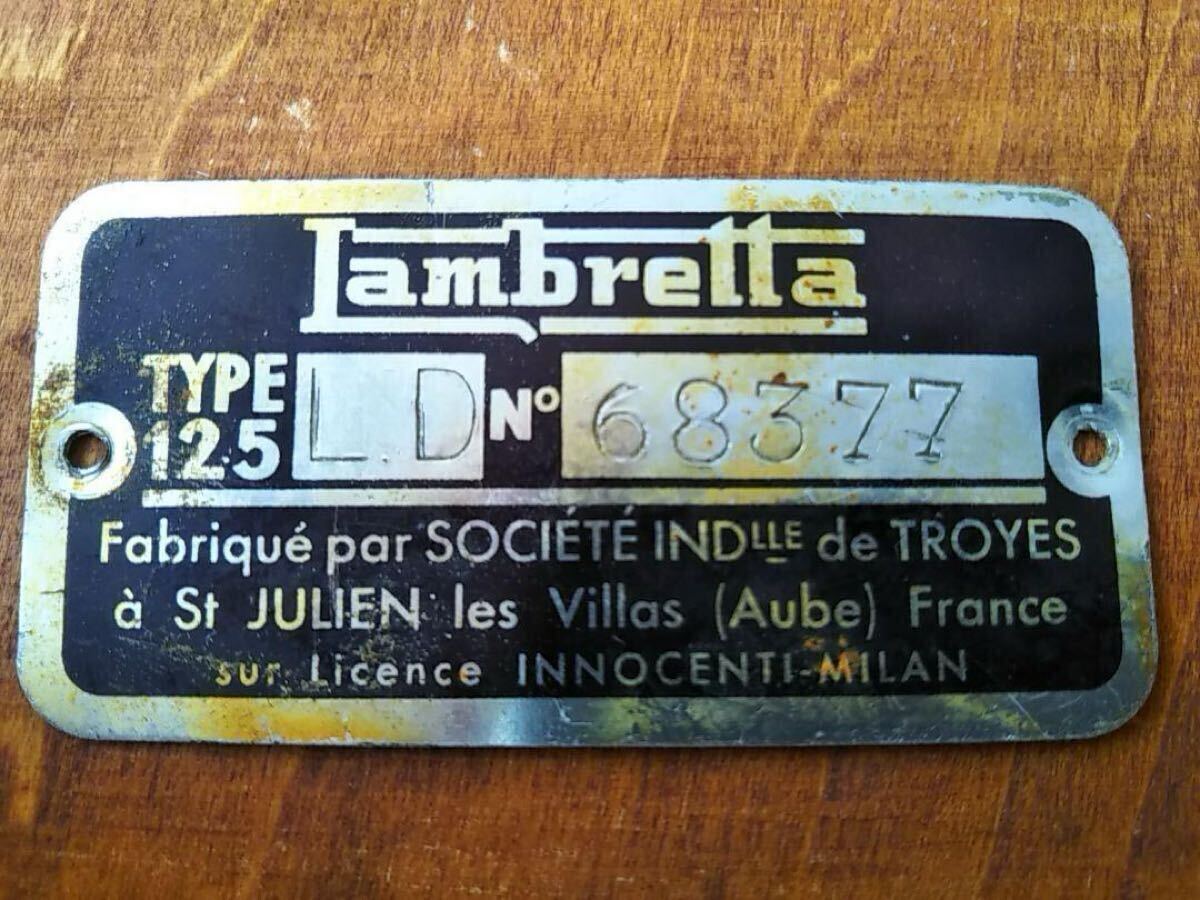 Lambretta
TYPE 125 L.D No 68377
Fabriqué par SOCIÉTÉ INDLLE de TROYES
à St JULIEN les Villas (Aube) France
sur Licence INNOCENTI-MILAN